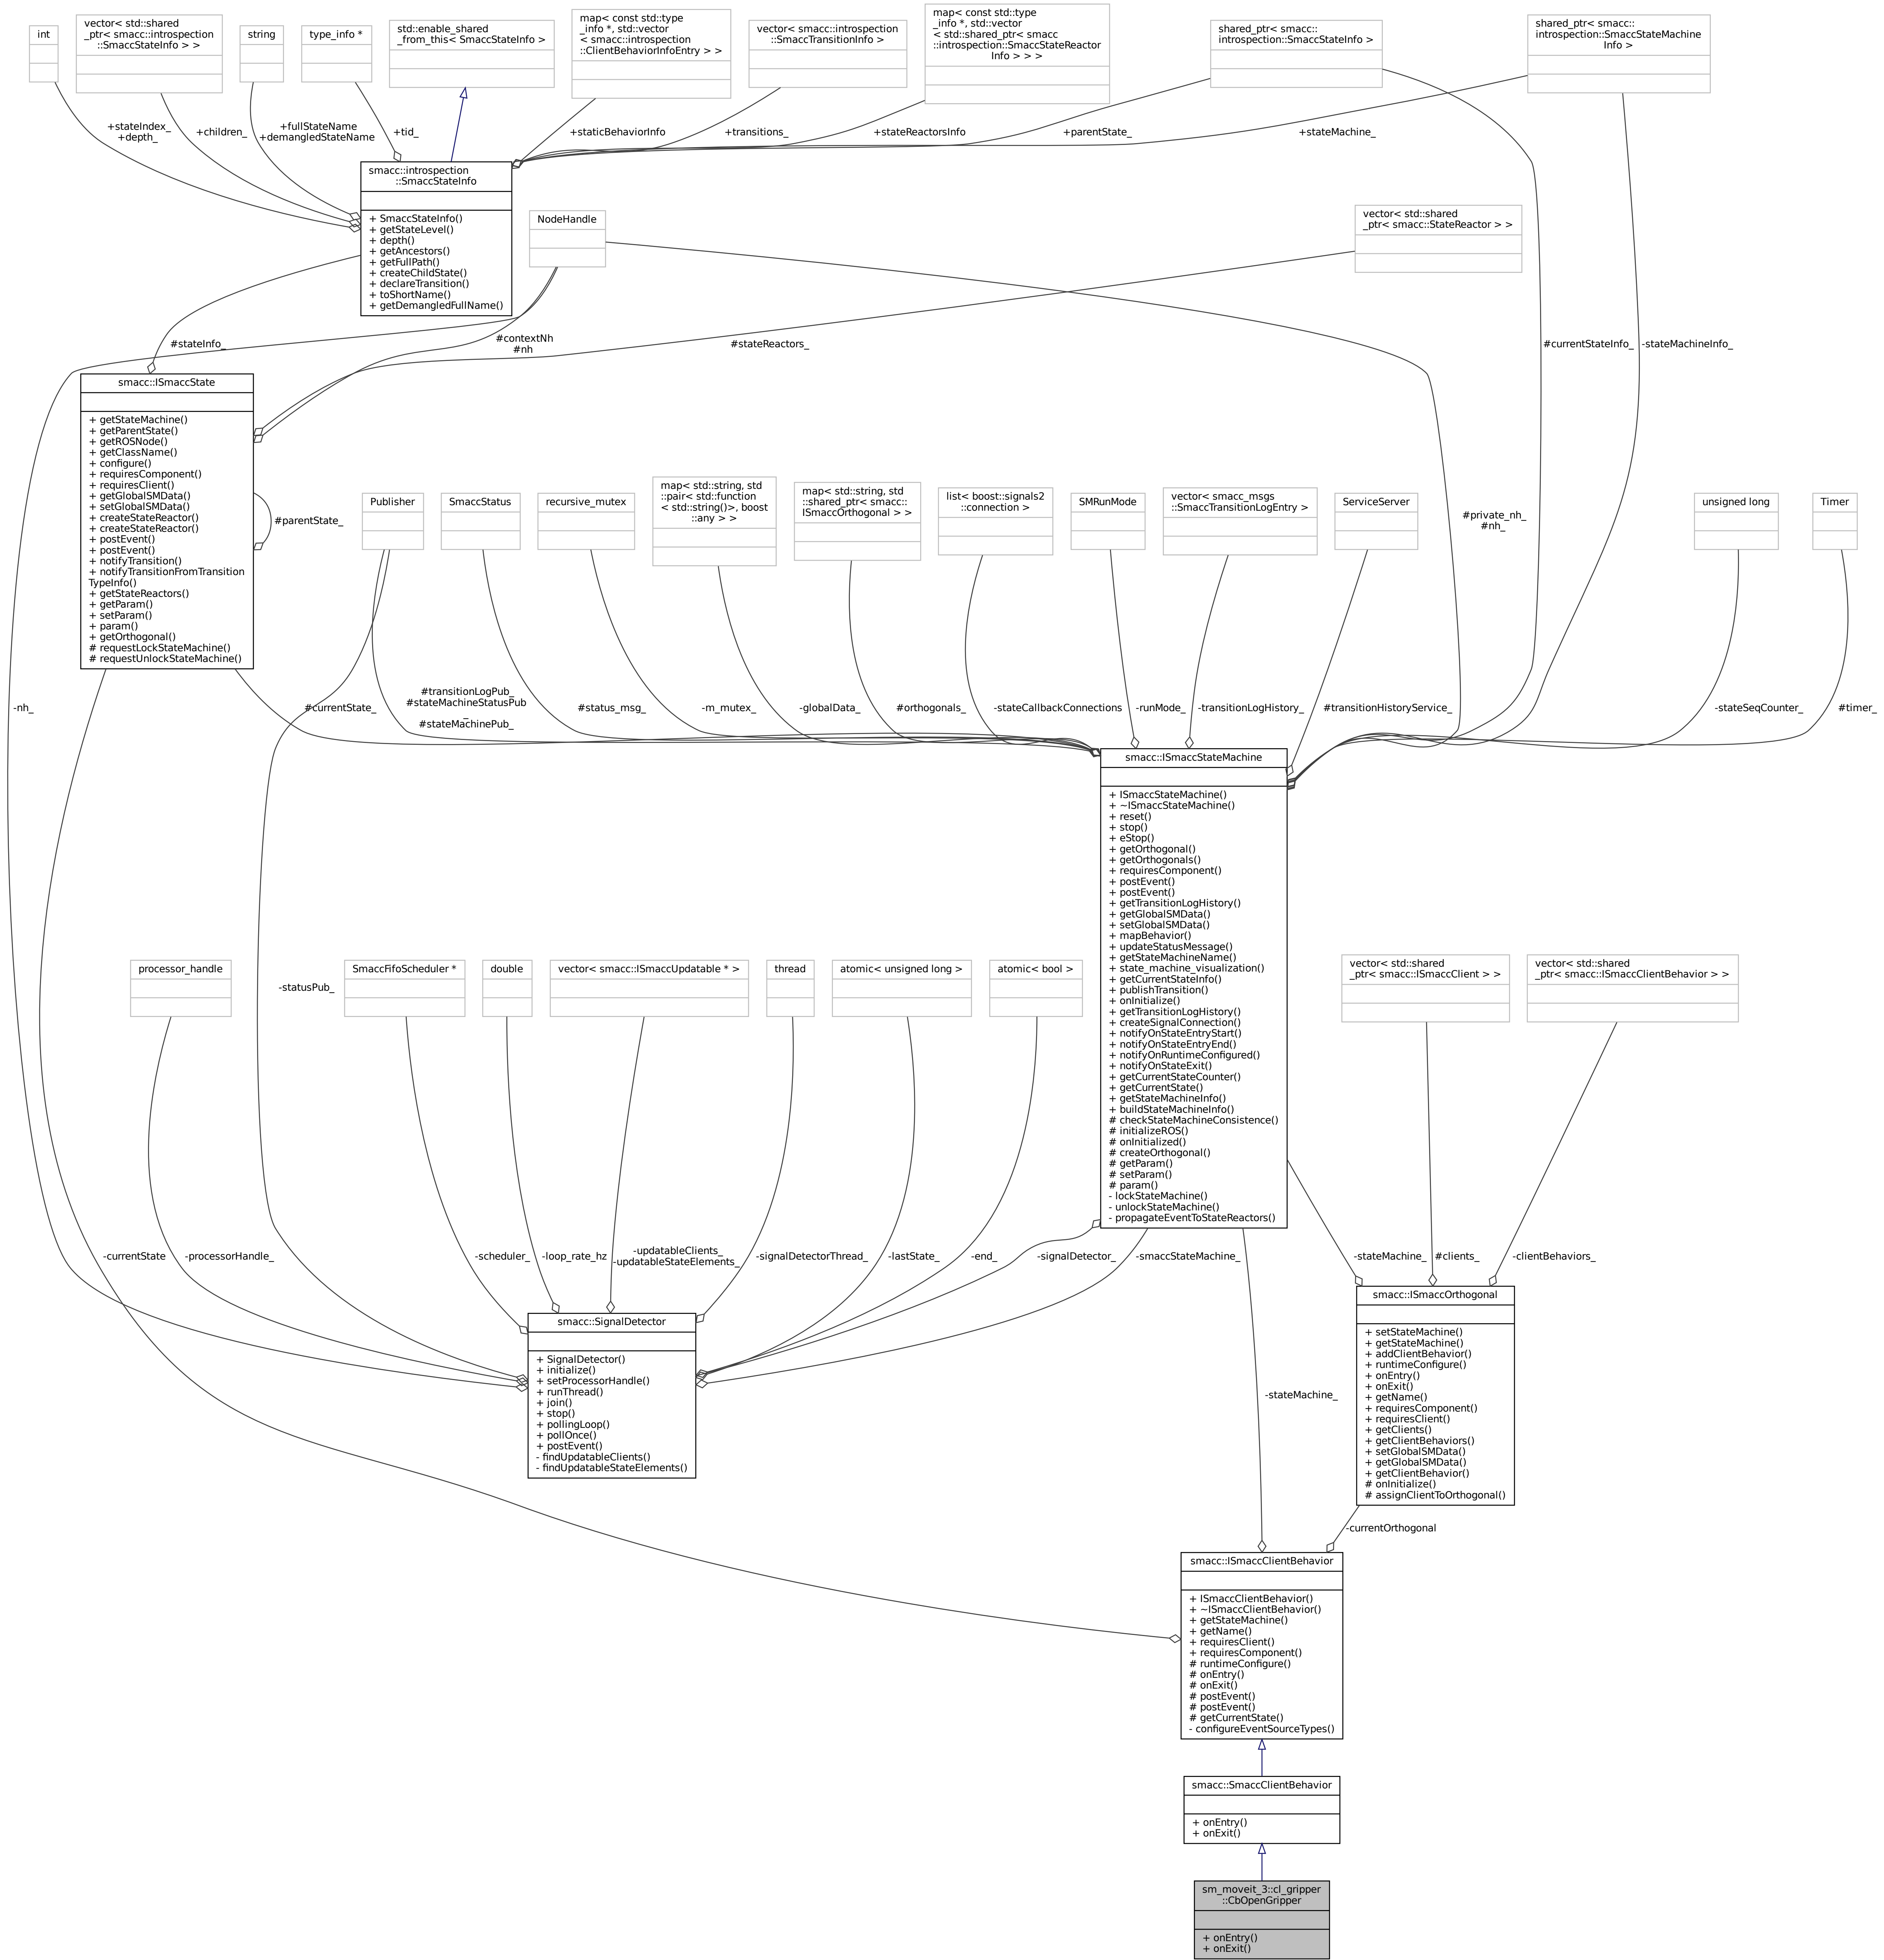 int
vector< std::shared
_ptr< smacc::introspection
::SmaccStateInfo > >
string
type_info *
std::enable_shared
_from_this< SmaccStateInfo >
map< const std::type
_info *, std::vector
< smacc::introspection
::ClientBehaviorInfoEntry > >
vector< smacc::introspection
::SmaccTransitionInfo >
map< const std::type
_info *, std::vector
< std::shared_ptr< smacc
::introspection::SmaccStateReactor
Info > > >
shared_ptr< smacc::
introspection::SmaccStateInfo >
shared_ptr< smacc::
introspection::SmaccStateMachine
Info >
+stateIndex_
+depth_
+children_
+fullStateName
+demangledStateName
+tid_
+staticBehaviorInfo
+transitions_
+stateReactorsInfo
+parentState_
+stateMachine_
smacc::introspection
::SmaccStateInfo
+ SmaccStateInfo()
+ getStateLevel()
+ depth()
+ getAncestors()
+ getFullPath()
+ createChildState()
+ declareTransition()
+ toShortName()
+ getDemangledFullName()
NodeHandle
vector< std::shared
_ptr< smacc::StateReactor > >
#stateInfo_
#contextNh
#nh
#stateReactors_
#currentStateInfo_
-stateMachineInfo_
smacc::ISmaccState
+ getStateMachine()
+ getParentState()
+ getROSNode()
+ getClassName()
+ configure()
+ requiresComponent()
+ requiresClient()
+ getGlobalSMData()
+ setGlobalSMData()
+ createStateReactor()
+ createStateReactor()
+ postEvent()
+ postEvent()
+ notifyTransition()
+ notifyTransitionFromTransition
TypeInfo()
+ getStateReactors()
+ getParam()
+ setParam()
+ param()
+ getOrthogonal()
# requestLockStateMachine()
# requestUnlockStateMachine()
#parentState_
Publisher
SmaccStatus
recursive_mutex
map< std::string, std
::pair< std::function
< std::string()>, boost
::any > >
map< std::string, std
::shared_ptr< smacc::
ISmaccOrthogonal > >
list< boost::signals2
::connection >
SMRunMode
vector< smacc_msgs
::SmaccTransitionLogEntry >
ServiceServer
#private_nh_
#nh_
unsigned long
Timer
-nh_
#currentState_
#transitionLogPub_
#stateMachineStatusPub
_
#stateMachinePub_
#status_msg_
-m_mutex_
-globalData_
#orthogonals_
-stateCallbackConnections
-runMode_
-transitionLogHistory_
#transitionHistoryService_
-stateSeqCounter_
#timer_
smacc::ISmaccStateMachine
+ ISmaccStateMachine()
+ ~ISmaccStateMachine()
+ reset()
+ stop()
+ eStop()
+ getOrthogonal()
+ getOrthogonals()
+ requiresComponent()
+ postEvent()
+ postEvent()
+ getTransitionLogHistory()
+ getGlobalSMData()
+ setGlobalSMData()
+ mapBehavior()
+ updateStatusMessage()
+ getStateMachineName()
+ state_machine_visualization()
+ getCurrentStateInfo()
+ publishTransition()
+ onInitialize()
+ getTransitionLogHistory()
+ createSignalConnection()
+ notifyOnStateEntryStart()
+ notifyOnStateEntryEnd()
+ notifyOnRuntimeConfigured()
+ notifyOnStateExit()
+ getCurrentStateCounter()
+ getCurrentState()
+ getStateMachineInfo()
+ buildStateMachineInfo()
# checkStateMachineConsistence()
# initializeROS()
# onInitialized()
# createOrthogonal()
# getParam()
# setParam()
# param()
- lockStateMachine()
- unlockStateMachine()
- propagateEventToStateReactors()
processor_handle
-statusPub_
SmaccFifoScheduler *
double
vector< smacc::ISmaccUpdatable * >
thread
atomic< unsigned long >
atomic< bool >
vector< std::shared
_ptr< smacc::ISmaccClient > >
vector< std::shared
_ptr< smacc::ISmaccClientBehavior > >
-currentState
-processorHandle_
-scheduler_
-loop_rate_hz
-updatableClients_
-updatableStateElements_
-signalDetectorThread_
-lastState_
-end_
-signalDetector_
-smaccStateMachine_
-stateMachine_
#clients_
-clientBehaviors_
smacc::SignalDetector
+ SignalDetector()
+ initialize()
+ setProcessorHandle()
+ runThread()
+ join()
+ stop()
+ pollingLoop()
+ pollOnce()
+ postEvent()
- findUpdatableClients()
- findUpdatableStateElements()
-stateMachine_
smacc::ISmaccOrthogonal
+ setStateMachine()
+ getStateMachine()
+ addClientBehavior()
+ runtimeConfigure()
+ onEntry()
+ onExit()
+ getName()
+ requiresComponent()
+ requiresClient()
+ getClients()
+ getClientBehaviors()
+ setGlobalSMData()
+ getGlobalSMData()
+ getClientBehavior()
# onInitialize()
# assignClientToOrthogonal()
-currentOrthogonal
smacc::ISmaccClientBehavior
+ ISmaccClientBehavior()
+ ~ISmaccClientBehavior()
+ getStateMachine()
+ getName()
+ requiresClient()
+ requiresComponent()
# runtimeConfigure()
# onEntry()
# onExit()
# postEvent()
# postEvent()
# getCurrentState()
- configureEventSourceTypes()
smacc::SmaccClientBehavior
+ onEntry()
+ onExit()
sm_moveit_3::cl_gripper
::CbOpenGripper
+ onEntry()
+ onExit()